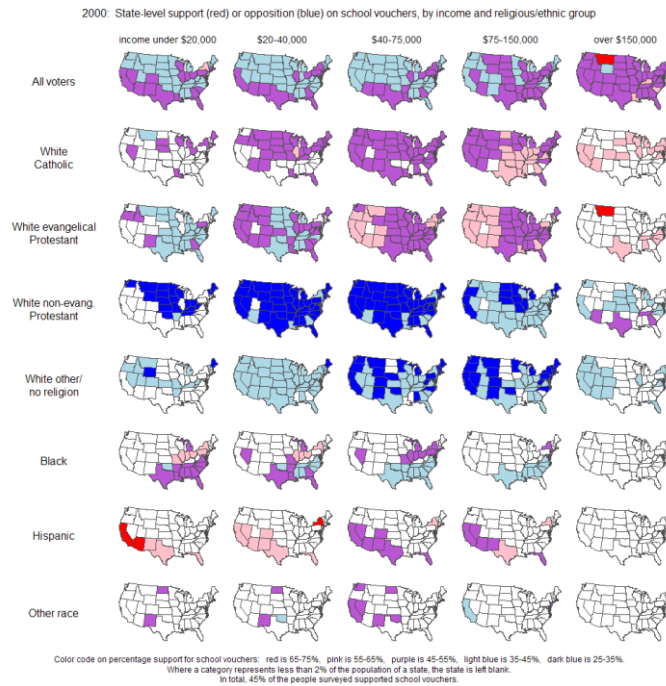 2000: State-level support (red) or opposition (blue) on school vouchers, by income and religious/ethnic group
income under $20,000 $20-40,000 $40-75,000 $75-150,000 over $150,000
All voters
White
Catholic
White evangelical
Protestant
White non-evang.
Protestant
White other/
no religion
Black
Hispanic
Other race
Color code on percentage support for school vouchers: red is 65-75%, pink is 55-65%, purple is 45-55%, light blue is 35-45%, dark blue is 25-35%.
Where a category represents less than 2% of the population of a state, the state is left blank.
In total, 45% of the people surveyed supported school vouchers.